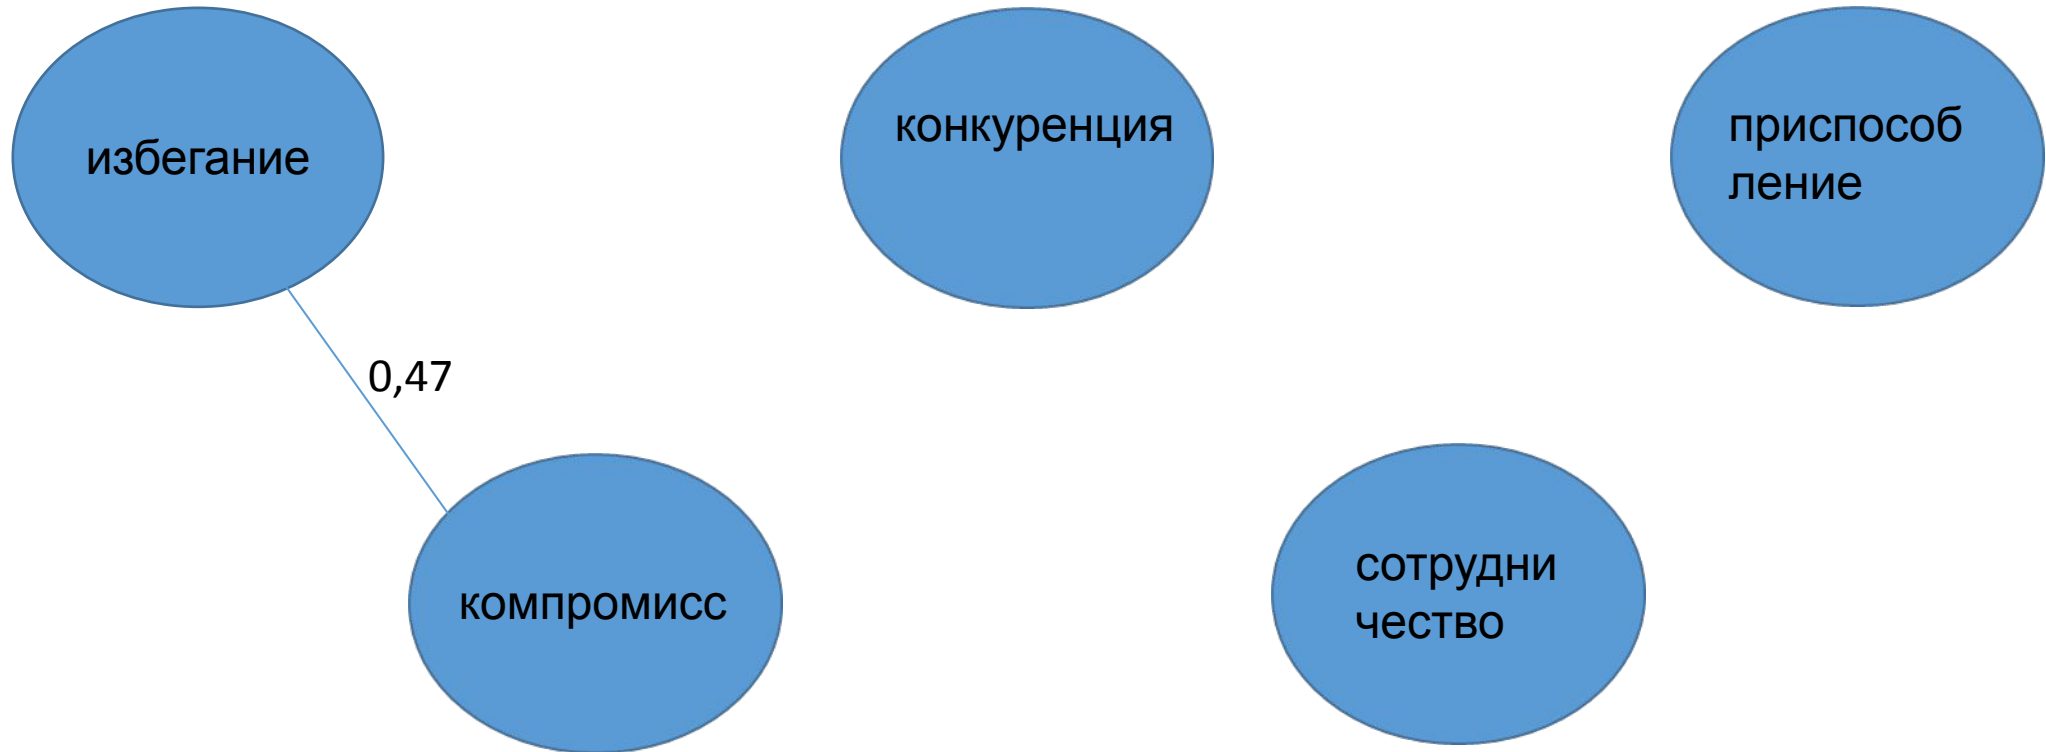 избегание
конкуренция
приспособ
ление
0,47
компромисс
сотрудни
чество